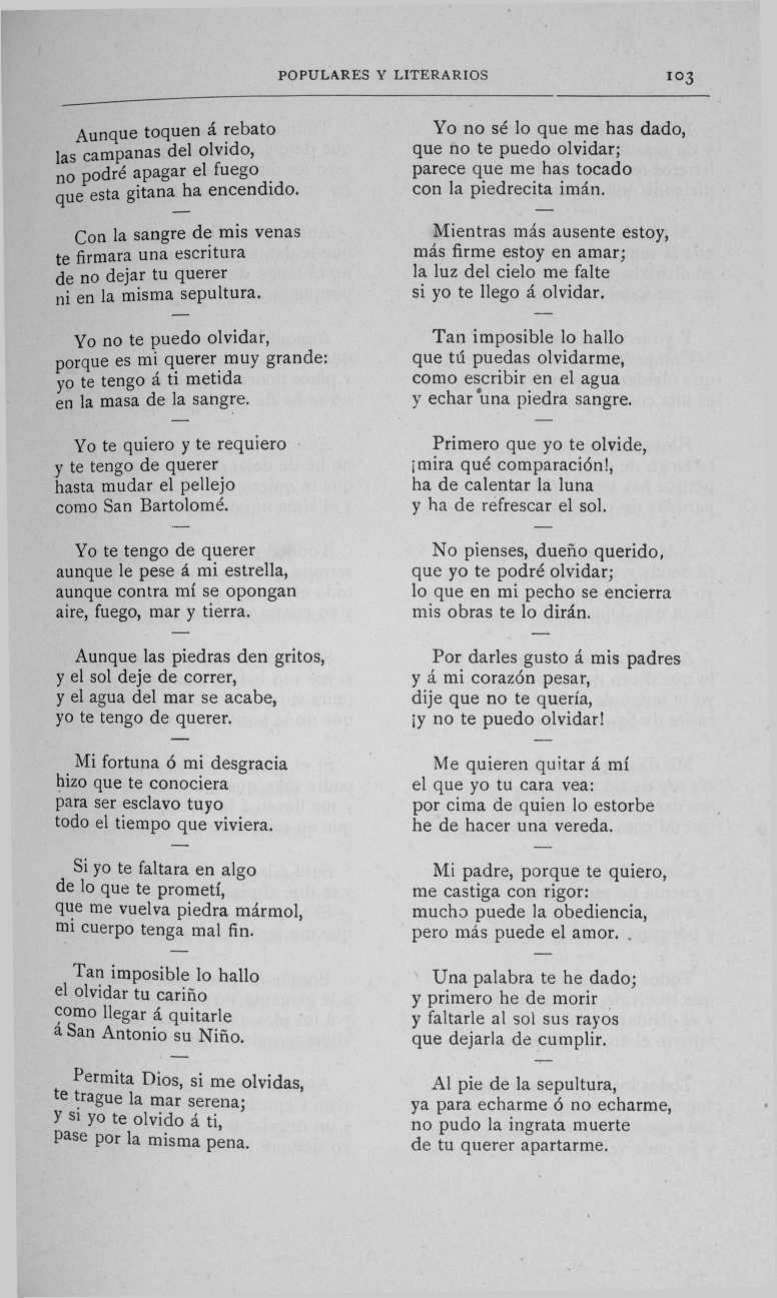 POPULARES Y LITERARIOS 103
Aunque toquen á rebato
las campanas del olvido,
no podré apagar el fuego
que esta gitana ha encendido.
Con la sangre de mis venas
te firmara una escritura
de no dejar tu querer
ni en la misma sepultura.
Yo no te puedo olvidar,
porque es mi querer muy grande:
yo te tengo á ti metida
en la masa de la sangre.
Yo te quiero y te requiero
y te tengo de querer
hasta mudar el pellejo
como San Bartolomé.
Yo te tengo de querer
aunque le pese á mi estrella,
aunque contra mí se opongan
aire, fuego, mar y tierra.
Aunque las piedras den gritos,
y el sol deje de correr,
y el agua del mar se acabe,
yo te tengo de querer.
Mi fortuna ó mi desgracia
hizo que te conociera
para ser esclavo tuyo
todo el tiempo que viviera.
Si yo te faltara en algo
de lo que te prometí,
que me vuelva piedra mármol,
mi cuerpo tenga mal fin.
Tan imposible lo hallo
el olvidar tu cariño
como llegar á quitarle
á San Antonio su Niño.
Permita Dios, si me olvidas,
te trague la mar serena;
y si yo te olvido á ti,
pase por la misma pena.
Yo no sé lo que me has dado,
que no te puedo olvidar;
parece que me has tocado
con la piedrecita imán.
Mientras más ausente estoy,
más firme estoy en amar;
la luz del cielo me falte
si yo te llego á olvidar.
Tan imposible lo hallo
que tú puedas olvidarme,
como escribir en el agua
y echar una piedra sangre.
Primero que yo te olvide,
¡mira qué comparación!,
ha de calentar la luna
y ha de refrescar el sol.
No pienses, dueño querido,
que yo te podré olvidar;
lo que en mi pecho se encierra
mis obras te lo dirán.
Por darles gusto á mis padres
y á mi corazón pesar,
dije que no te quería,
¡y no te puedo olvidar!
Me quieren quitar á mí
el que yo tu cara vea:
por cima de quien lo estorbe
he de hacer una vereda.
Mi padre, porque te quiero,
me castiga con rigor:
mucho puede la obediencia,
pero más puede el amor.
Una palabra te he dado;
y primero he de morir
y faltarle al sol sus rayos
que dejarla de cumplir.
Al pie de la sepultura,
ya para echarme ó no echarme,
no pudo la ingrata muerte
de tu querer apartarme.